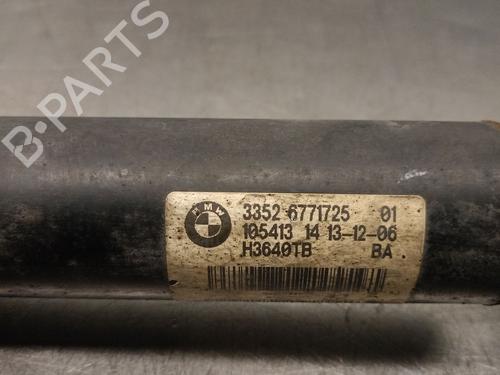 B-PARTS
BMW
3352 6771725 01
105413 14 13-12-06
H3640TB BA